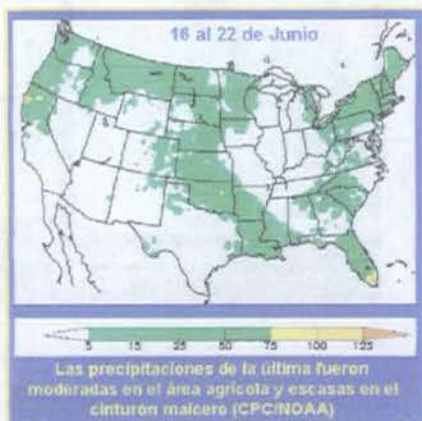 16 al 22 de Junio
5 15 25 50 75 100 125
Las precipitaciones de la última fueron
moderadas en el área agrícola y escasas en el
cinturón maicero (CPC/NOAA)